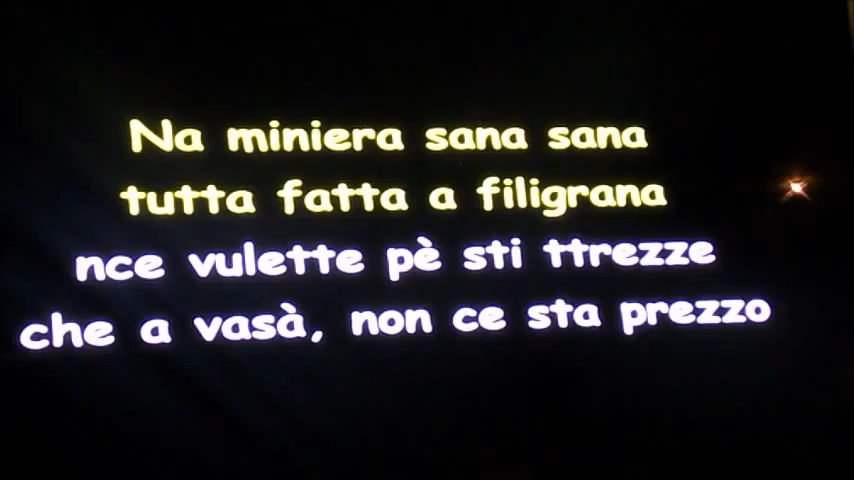 Na miniera sana sana
tutta fatta a filigrana
nce vulette pè sti ttrezze
che a vasà, non ce sta prezzo